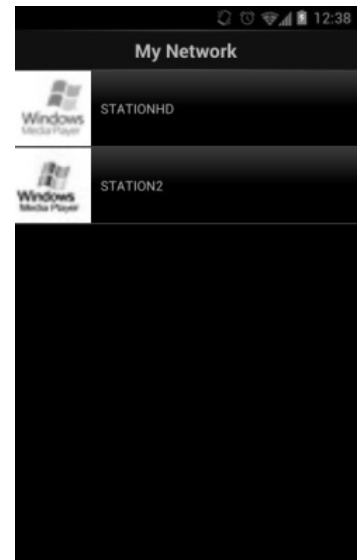 12:38
My Network
Windows
Media Player
STATIONHD
Windows
Media Player
STATION2